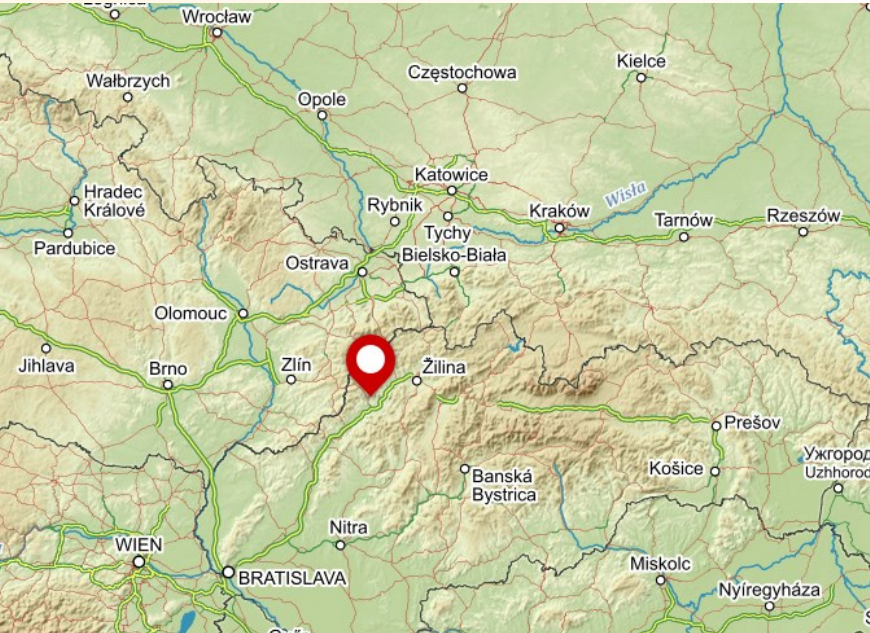 Wrocław
Wałbrzych
Kielce
Częstochowa
Opole
Katowice
Hradec
Králové
Rybnik
Wisła
Kraków
Tychy
Tarnów
Rzeszów
Pardubice
Ostrava
Bielsko-Biała
Olomouc
Jihlava
Brno
Zlín
Žilina
Prešov
Banská
Bystrica
Košice
Uzhhorod
Nitra
WIEN
BRATISLAVA
Miskolc
Nyíregyháza